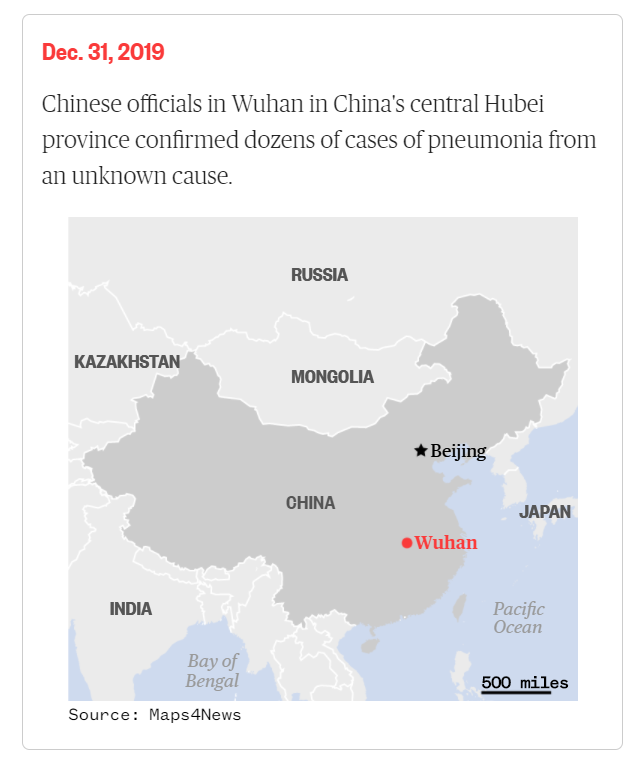 Dec. 31, 2019
Chinese officials in Wuhan in China's central Hubei
province confirmed dozens of cases of pneumonia from
an unknown cause.
RUSSIA
KAZAKHSTAN
MONGOLIA
Beijing
CHINA
JAPAN
Wuhan
INDIA
Pacific
Ocean
Bay of
Bengal
500 miles
Source: Maps4News